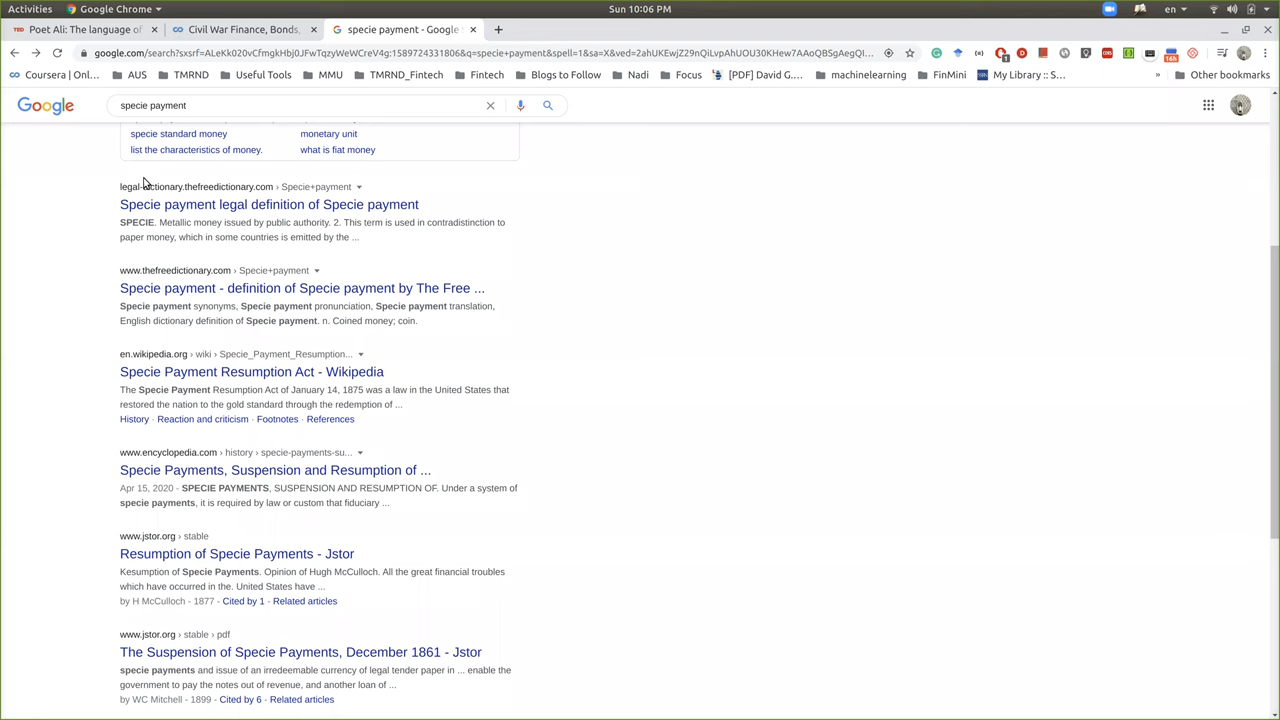 Activities Google Chrome Sun 10:06 PM en
Poet Ali: The language of Civil War Finance, Bonds, specie payment - Google
google.com/search?sxsrf=ALeKk020vCfmgkHbj0JFwTqzyWeWCreV4g:1589724331806&q=specie+payment&spell=1&sa=X&ved=2ahUKEwjZ29nQiLvpAhUOU30KHew7AAoQBSgAegQI...
Coursera | Onl... AUS TMRND Useful Tools MMU TMRND_Fintech Fintech Blogs to Follow Nadi Focus [PDF] David G.... machinelearning FinMini My Library :: S... » Other bookmarks
Google specie payment
specie standard money monetary unit
list the characteristics of money. what is fiat money
legal-dictionary.thefreedictionary.com › Specie+payment
Specie payment legal definition of Specie payment
SPECIE. Metallic money issued by public authority. 2. This term is used in contradistinction to
paper money, which in some countries is emitted by the ...
www.thefreedictionary.com › Specie+payment
Specie payment - definition of Specie payment by The Free ...
Specie payment synonyms, Specie payment pronunciation, Specie payment translation,
English dictionary definition of Specie payment. n. Coined money; coin.
en.wikipedia.org › wiki › Specie_Payment_Resumption...
Specie Payment Resumption Act - Wikipedia
The Specie Payment Resumption Act of January 14, 1875 was a law in the United States that
restored the nation to the gold standard through the redemption of ...
History · Reaction and criticism · Footnotes · References
www.encyclopedia.com › history › specie-payments-su...
Specie Payments, Suspension and Resumption of ...
Apr 15, 2020 - SPECIE PAYMENTS, SUSPENSION AND RESUMPTION OF. Under a system of
specie payments, it is required by law or custom that fiduciary ...
www.jstor.org › stable
Resumption of Specie Payments - Jstor
Kesumption of Specie Payments. Opinion of Hugh McCulloch. All the great financial troubles
which have occurred in the. United States have ...
by H McCulloch - 1877 - Cited by 1 - Related articles
www.jstor.org › stable › pdf
The Suspension of Specie Payments, December 1861 - Jstor
specie payments and issue of an irredeemable currency of legal tender paper in ... enable the
government to pay the notes out of revenue, and another loan of ...
by WC Mitchell - 1899 - Cited by 6 - Related articles